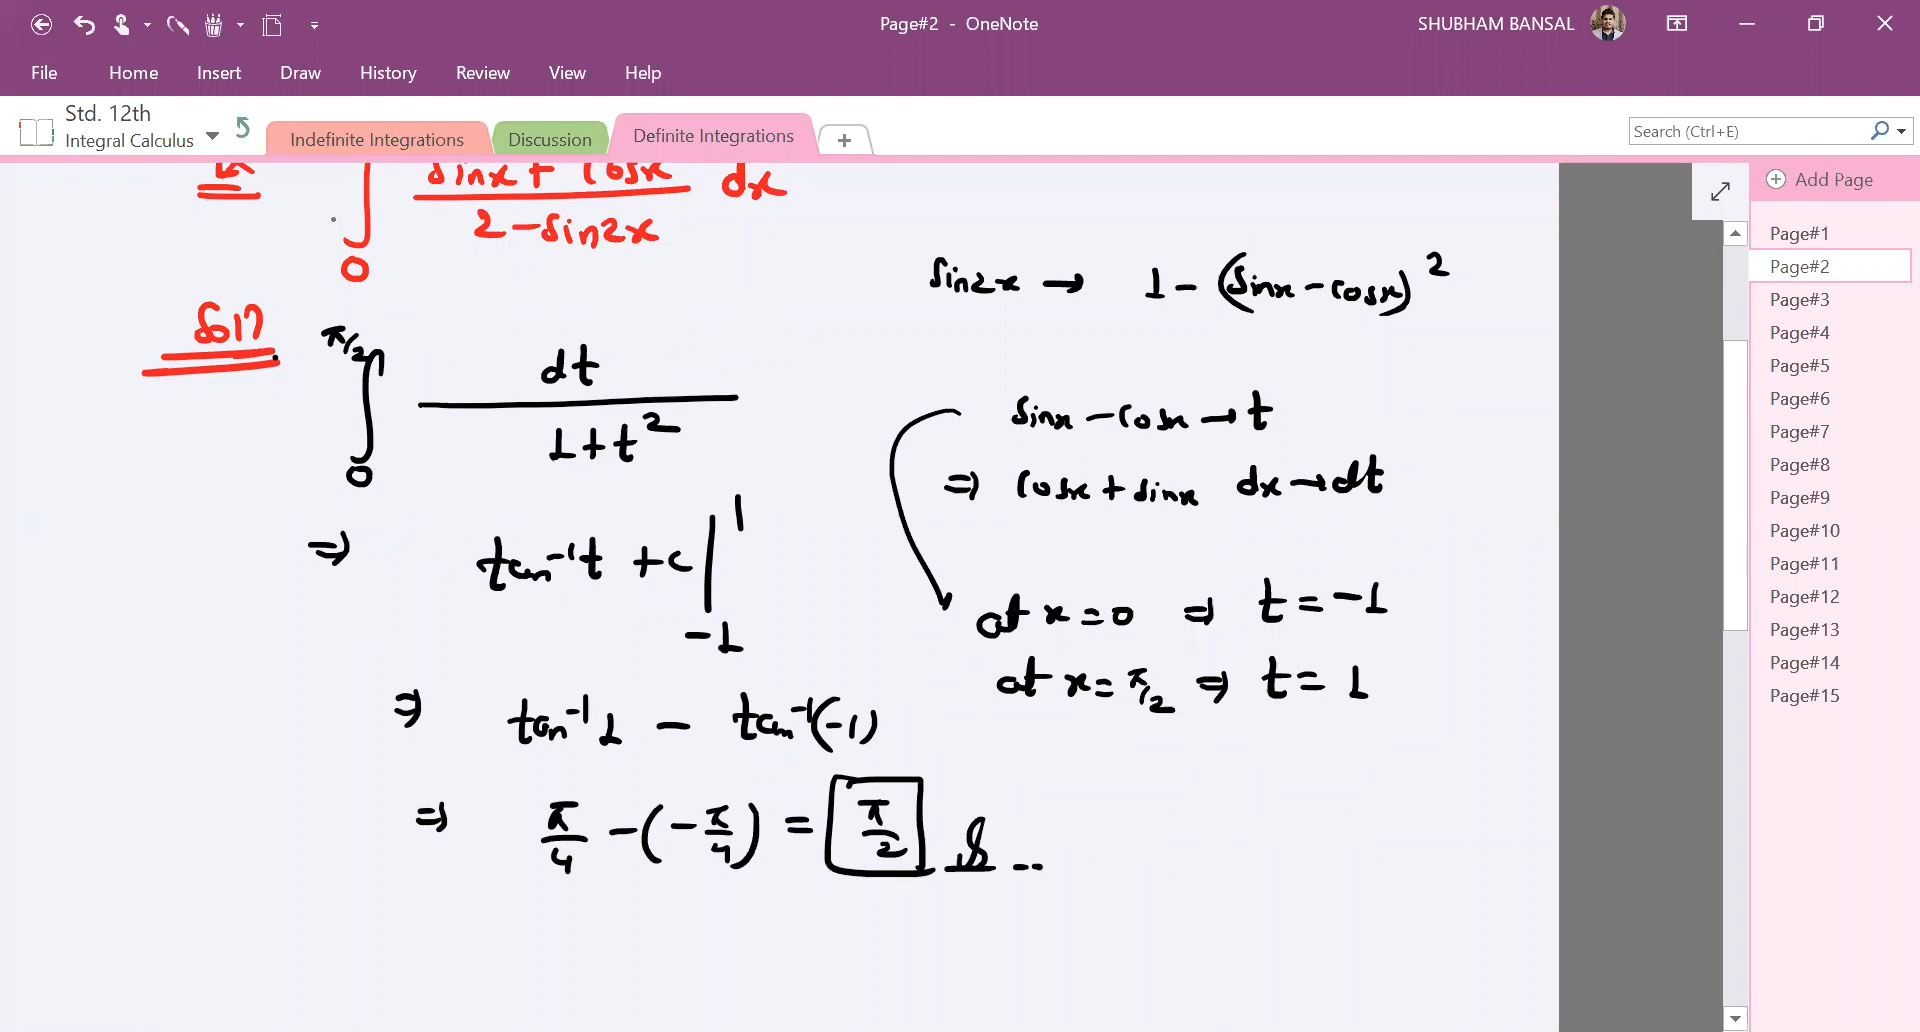 Page#2 - OneNote
SHUBHAM BANSAL
File Home Insert Draw History Review View Help
Std. 12th
Integral Calculus
Indefinite Integrations
Discussion
Definite Integrations
+
Search (Ctrl+E)
Add Page
Page#1
Page#2
Page#3
Page#4
Page#5
Page#6
Page#7
Page#8
Page#9
Page#10
Page#11
Page#12
Page#13
Page#14
Page#15
∫ sinx + cosx dx
2 - sin2x
0
Sol?
sin2x → 1 - (sinx - cosx)²
π/2
∫ dt
1 + t²
0
sinx - cosx → t
⇒ cosx + sinx dx → dt
⇒ tan⁻¹t + c | 1
-1
at x = 0 ⇒ t = -1
at x = π/2 ⇒ t = 1
⇒ tan⁻¹1 - tan⁻¹(-1)
⇒ π/4 - (-π/4) = π/2